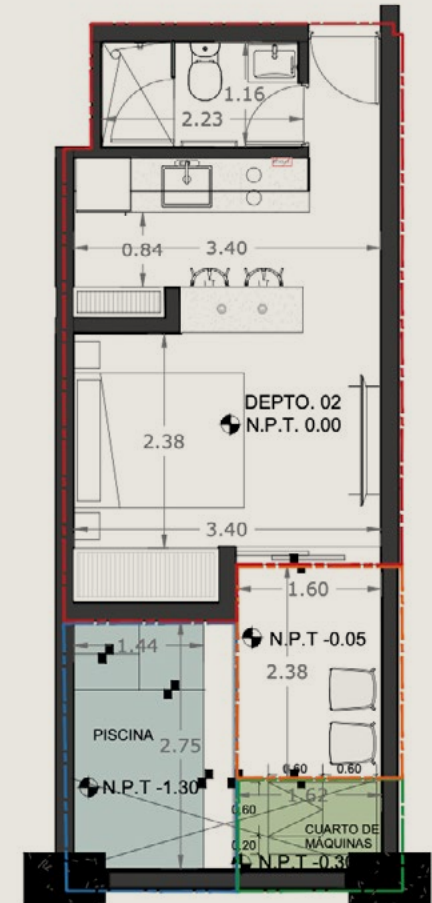 1.16
2.23
0.84
3.40
DEPTO. 02
N.P.T. 0.00
2.38
3.40
1.60
1.44
N.P.T -0.05
2.38
PISCINA
2.75
0.60
0.60
N.P.T -1.30
1.62
0.60
CUARTO DE
MÁQUINAS
0.20
N.P.T -0.30